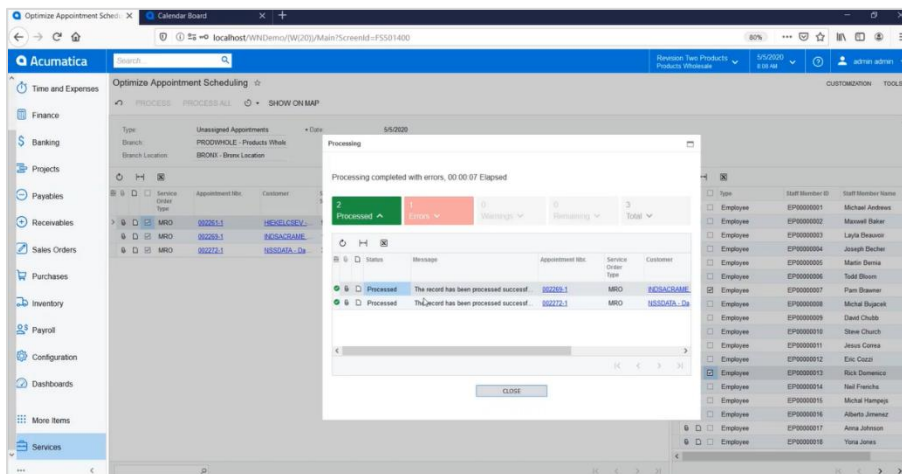 Optimize Appointment Sched
Calendar Board
localhost/WNDemo/(W(20))/Main?ScreenId=FS501400
80%
Acumatica
Search...
Revision Two Products
Products Wholesale
5/5/2020
admin admin
Time and Expenses
Finance
Banking
Projects
Payables
Receivables
Sales Orders
Purchases
Inventory
Payroll
Configuration
Dashboards
More Items
Services
Optimize Appointment Scheduling
CUSTOMIZATION TOOLS
PROCESS PROCESS ALL SHOW ON MAP
Type: Unassigned Appointments Date: 5/5/2020
Branch: PRODWHOLE - Products Whole
Branch Location: BRONX - Bronx Location
Service Order Type Appointment Nbr. Customer
MRO 002261-1
MRO 002269-1 INDSACRAME
MRO 002272-1 NSSDATA - Da
Processing
Processing completed with errors, 00:00:07 Elapsed
2 Processed
1 Errors
0 Warnings
0 Remaining
3 Total
Status Message Appointment Nbr. Service Order Type Customer
Processed The record has been processed successf... 002269-1 MRO INDSACRAME
Processed The record has been processed successf... 002272-1 MRO NSSDATA - Da
CLOSE
Type Staff Member ID Staff Member Name
Employee EP00000001 Michael Andrews
Employee EP00000002 Maxwell Baker
Employee EP00000003 Layla Beauvoir
Employee EP00000004 Joseph Becher
Employee EP00000005 Martin Bernia
Employee EP00000006 Todd Bloom
Employee EP00000007 Pam Brawner
Employee EP00000008 Michal Bujacek
Employee EP00000009 David Chubb
Employee EP00000010 Steve Church
Employee EP00000011 Jesus Correa
Employee EP00000012 Eric Cozzi
Employee EP00000013 Rick Domenico
Employee EP00000014 Neil Frerichs
Employee EP00000015 Michal Hampejs
Employee EP00000016 Alberto Jimenez
Employee EP00000017 Anna Johnson
Employee EP00000018 Yona Jones